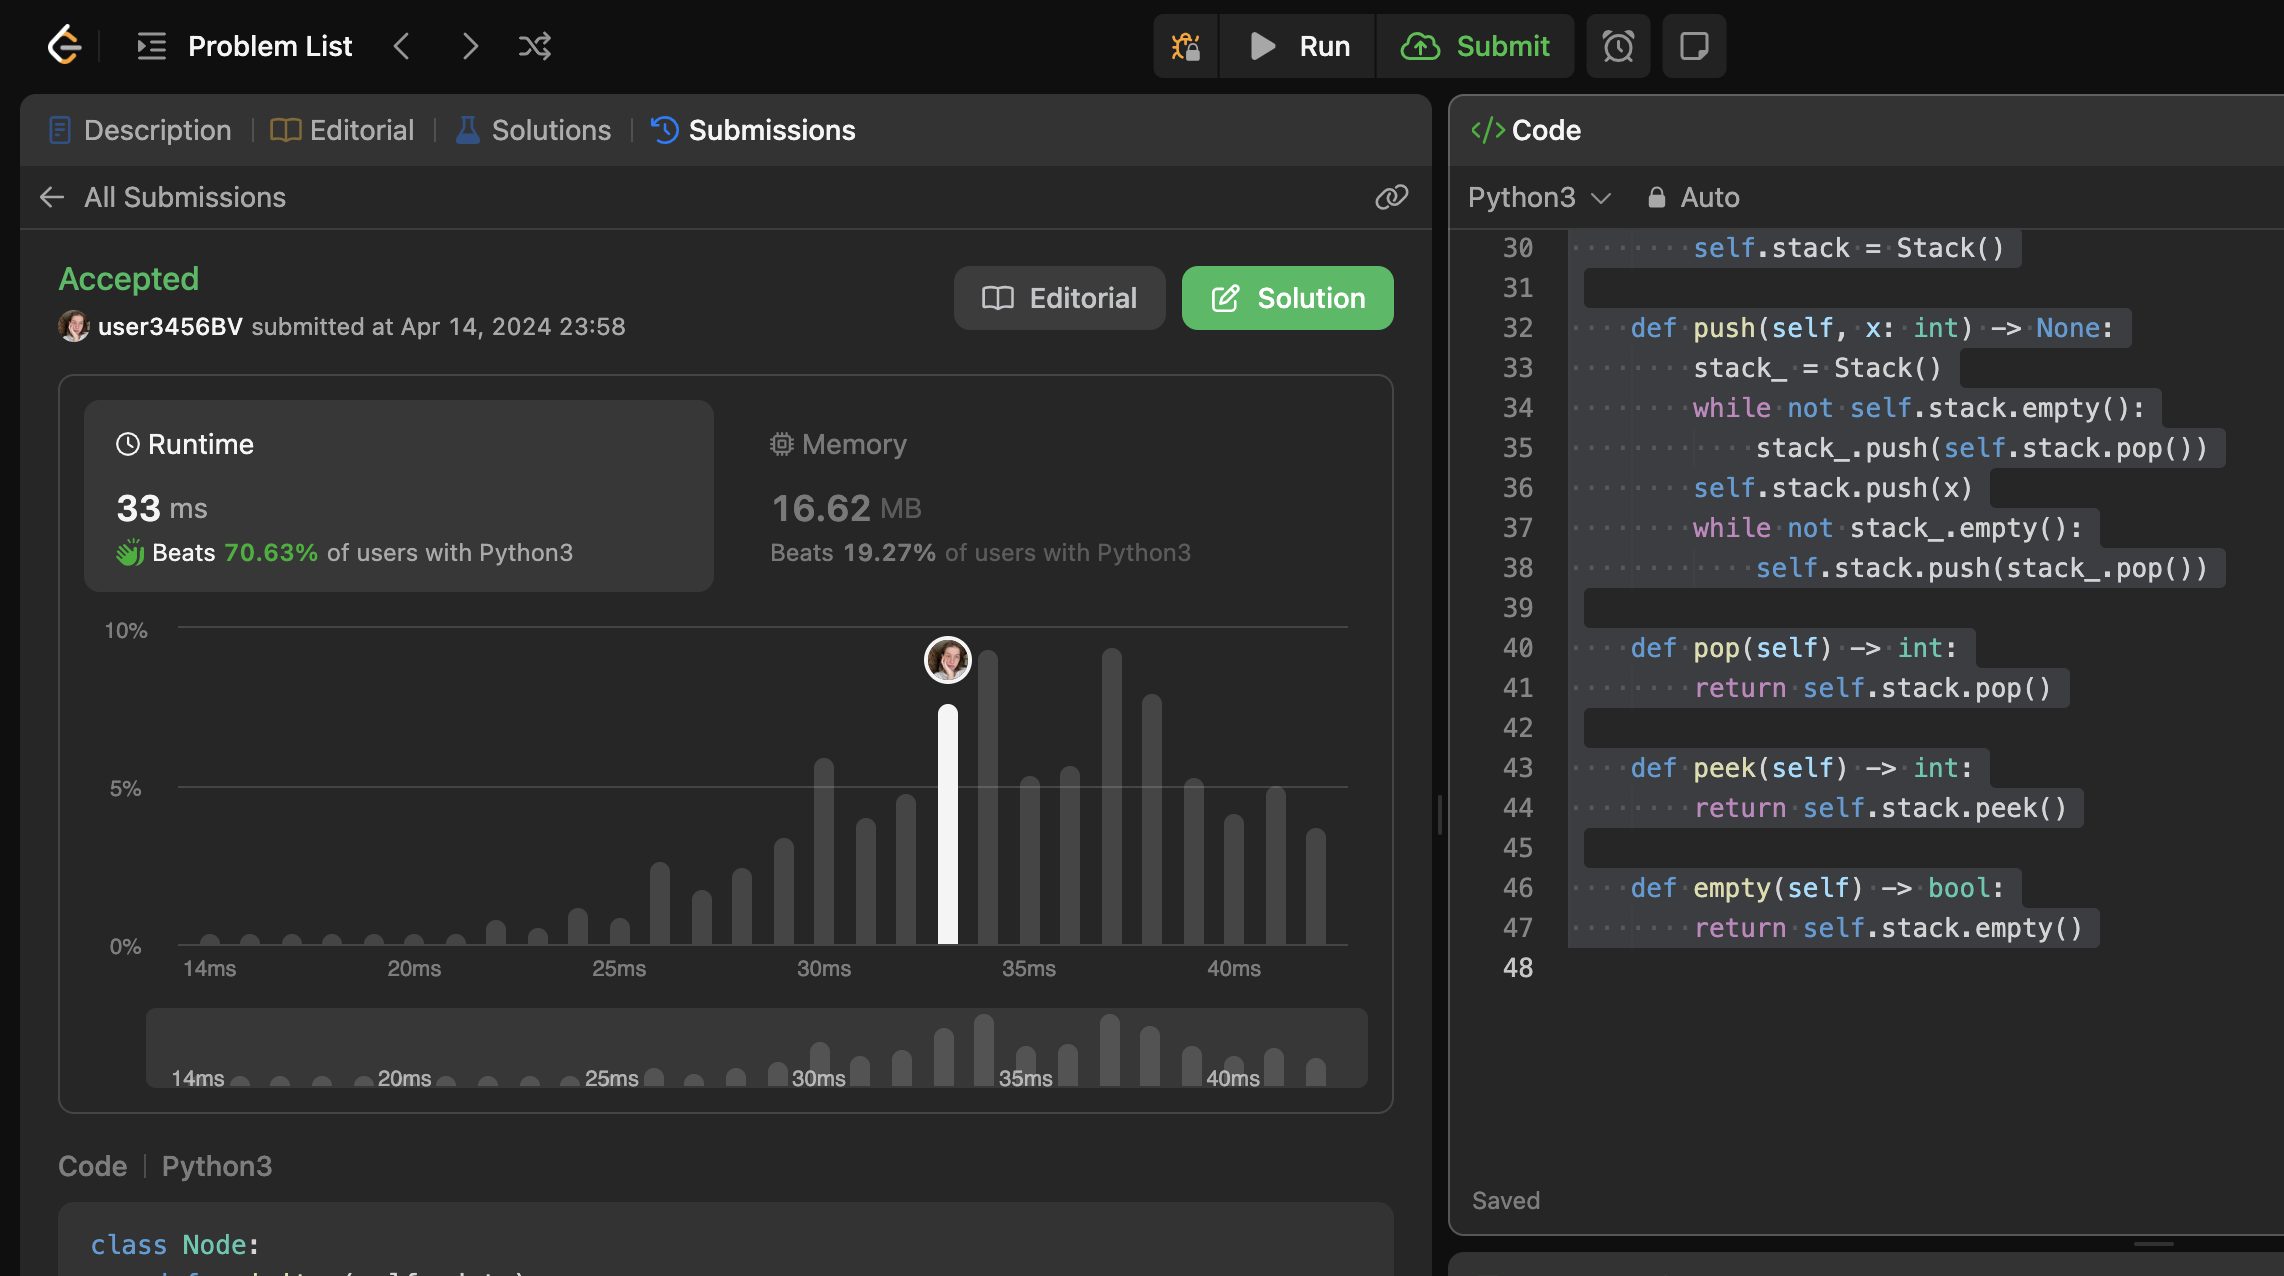 Problem List
Run
Submit
Description
Editorial
Solutions
Submissions
All Submissions
Accepted
user3456BV submitted at Apr 14, 2024 23:58
Editorial
Solution
Runtime
33 ms
Beats 70.63% of users with Python3
Memory
16.62 MB
Beats 19.27% of users with Python3
10%
5%
0%
14ms 20ms 25ms 30ms 35ms 40ms
14ms 20ms 25ms 30ms 35ms 40ms
Code | Python3
class Node:
</> Code
Python3 Auto
30 self.stack = Stack()
31
32 def push(self, x: int) -> None:
33 stack_ = Stack()
34 while not self.stack.empty():
35 stack_.push(self.stack.pop())
36 self.stack.push(x)
37 while not stack_.empty():
38 self.stack.push(stack_.pop())
39
40 def pop(self) -> int:
41 return self.stack.pop()
42
43 def peek(self) -> int:
44 return self.stack.peek()
45
46 def empty(self) -> bool:
47 return self.stack.empty()
48
Saved